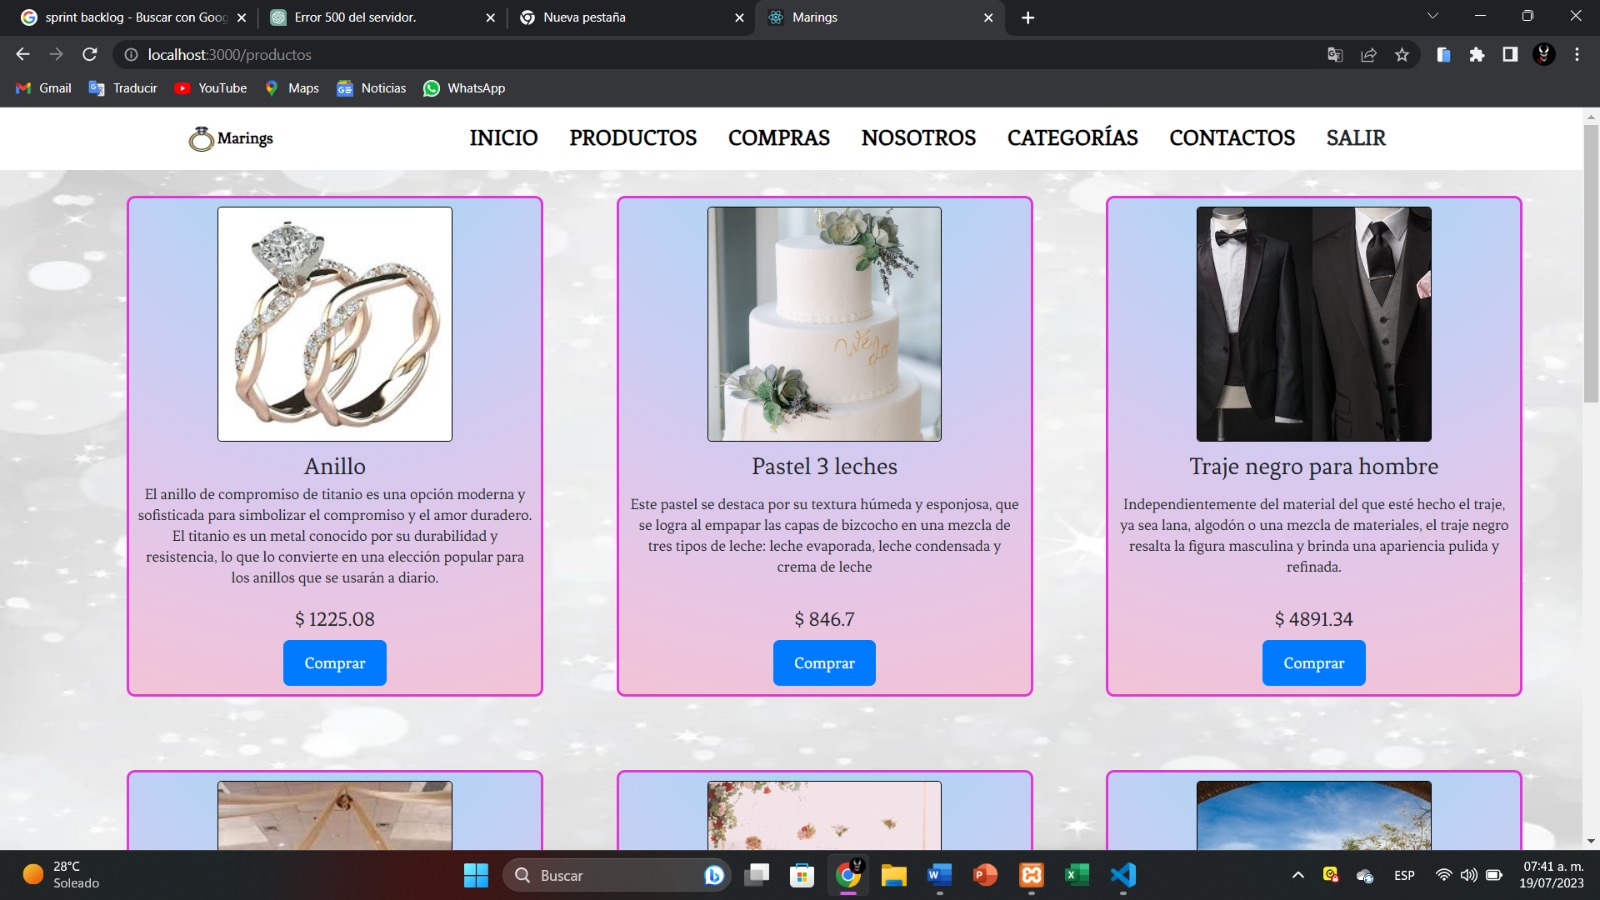 sprint backlog - Buscar con Goog
Error 500 del servidor.
Nueva pestaña
Marings
localhost:3000/productos
Gmail
Traducir
YouTube
Maps
Noticias
WhatsApp
Marings
INICIO
PRODUCTOS
COMPRAS
NOSOTROS
CATEGORÍAS
CONTACTOS
SALIR
Anillo
El anillo de compromiso de titanio es una opción moderna y
sofisticada para simbolizar el compromiso y el amor duradero.
El titanio es un metal conocido por su durabilidad y
resistencia, lo que lo convierte en una elección popular para
los anillos que se usarán a diario.
$ 1225.08
Comprar
Pastel 3 leches
Este pastel se destaca por su textura húmeda y esponjosa, que
se logra al empapar las capas de bizcocho en una mezcla de
tres tipos de leche: leche evaporada, leche condensada y
crema de leche
$ 846.7
Comprar
Traje negro para hombre
Independientemente del material del que esté hecho el traje,
ya sea lana, algodón o una mezcla de materiales, el traje negro
resalta la figura masculina y brinda una apariencia pulida y
refinada.
$ 4891.34
Comprar
28°C
Soleado
Buscar
ESP
07:41 a. m.
19/07/2023